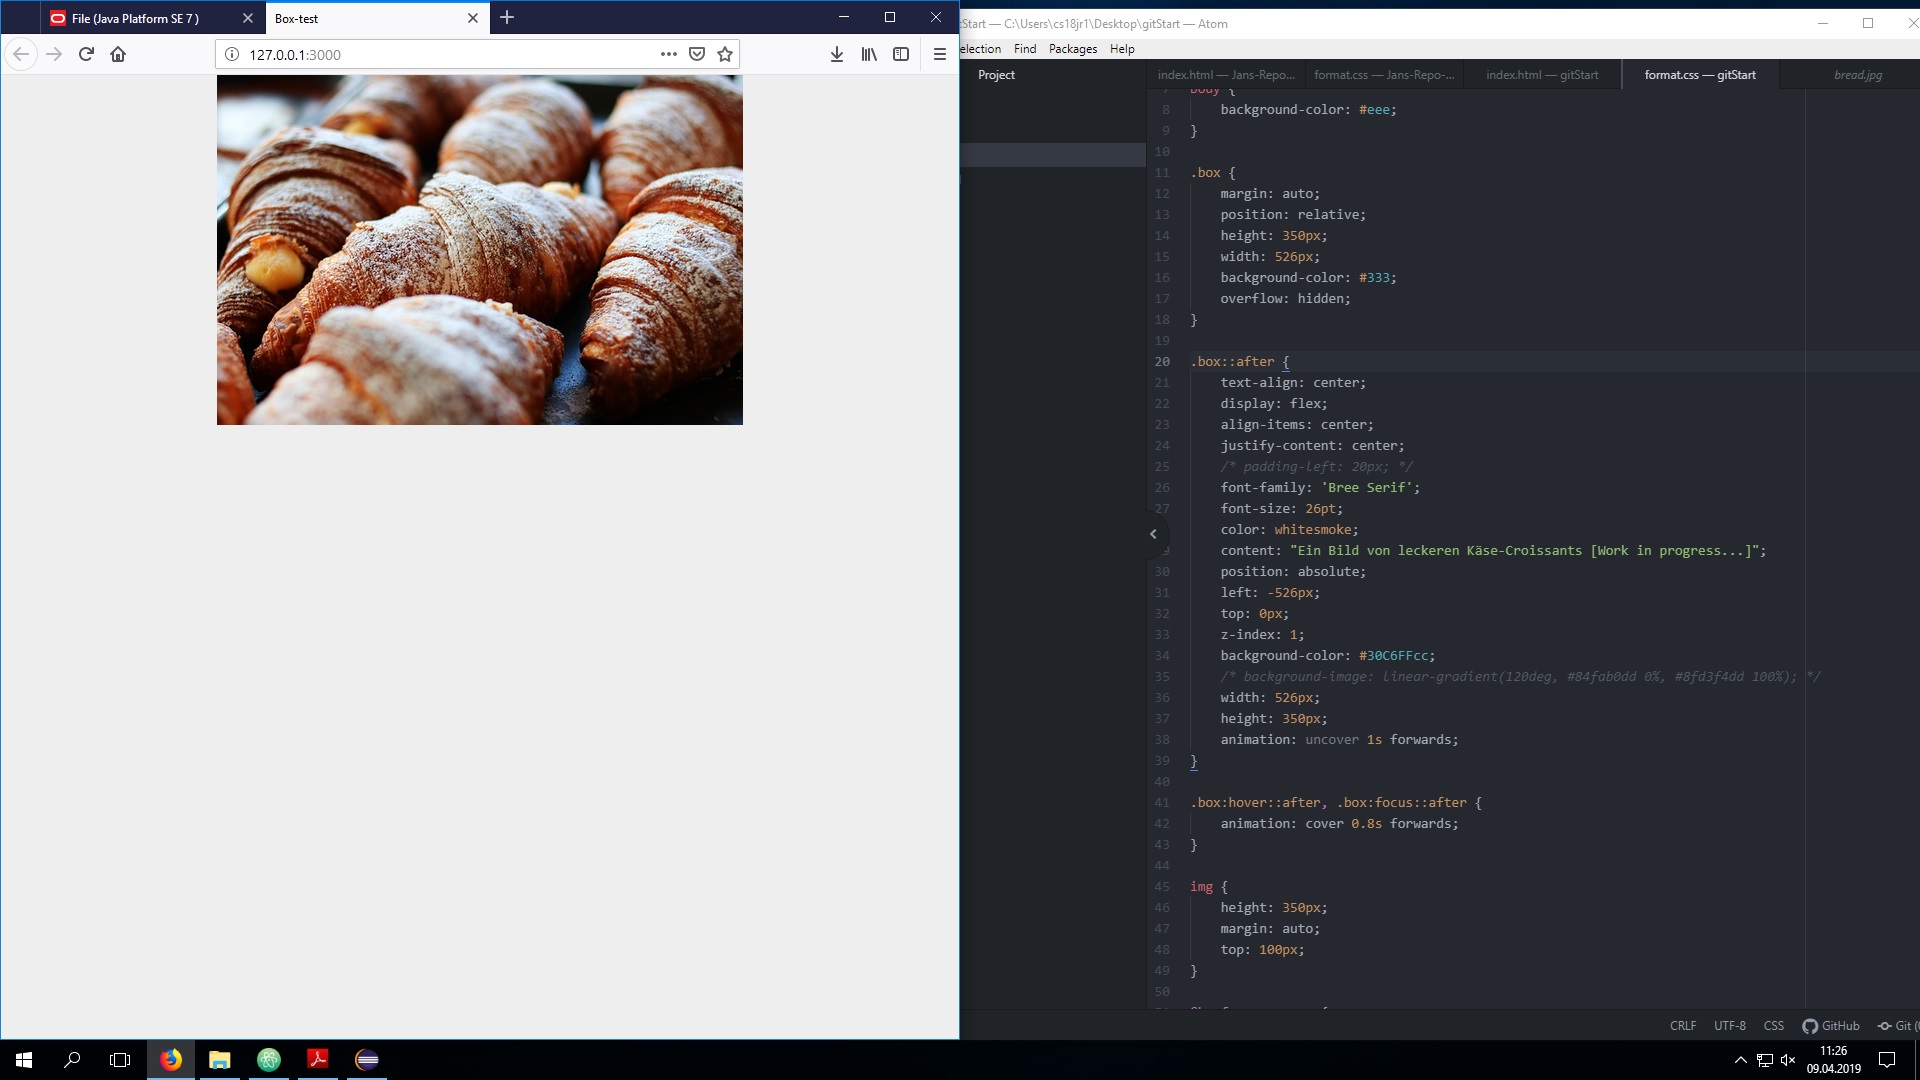 File (Java Platform SE 7 )
Box-test
127.0.0.1:3000
Start — C:\Users\cs18jr1\Desktop\gitStart — Atom
election Find Packages Help
Project
index.html — Jans-Repo... format.css — Jans-Repo-... index.html — gitStart format.css — gitStart bread.jpg
7 body {
8 background-color: #eee;
9 }
10
11 .box {
12 margin: auto;
13 position: relative;
14 height: 350px;
15 width: 526px;
16 background-color: #333;
17 overflow: hidden;
18 }
19
20 .box::after {
21 text-align: center;
22 display: flex;
23 align-items: center;
24 justify-content: center;
25 /* padding-left: 20px; */
26 font-family: 'Bree Serif';
27 font-size: 26pt;
color: whitesmoke;
9 content: "Ein Bild von leckeren Käse-Croissants [Work in progress...]";
30 position: absolute;
31 left: -526px;
32 top: 0px;
33 z-index: 1;
34 background-color: #30C6FFcc;
35 /* background-image: linear-gradient(120deg, #84fab0dd 0%, #8fd3f4dd 100%); */
36 width: 526px;
37 height: 350px;
38 animation: uncover 1s forwards;
39 }
40
41 .box:hover::after, .box:focus::after {
42 animation: cover 0.8s forwards;
43 }
44
45 img {
46 height: 350px;
47 margin: auto;
48 top: 100px;
49 }
50
CRLF UTF-8 CSS GitHub Git (
11:26
09.04.2019